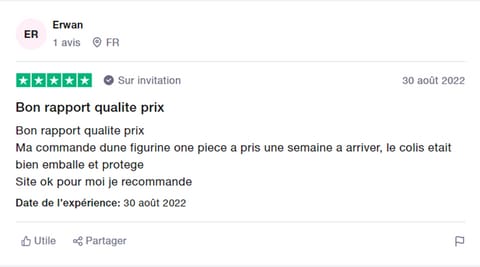 ER
Erwan
1 avis FR
Sur invitation
30 août 2022
Bon rapport qualite prix
Bon rapport qualite prix
Ma commande dune figurine one piece a pris une semaine a arriver, le colis etait
bien emballe et protege
Site ok pour moi je recommande
Date de l'expérience: 30 août 2022
Utile Partager